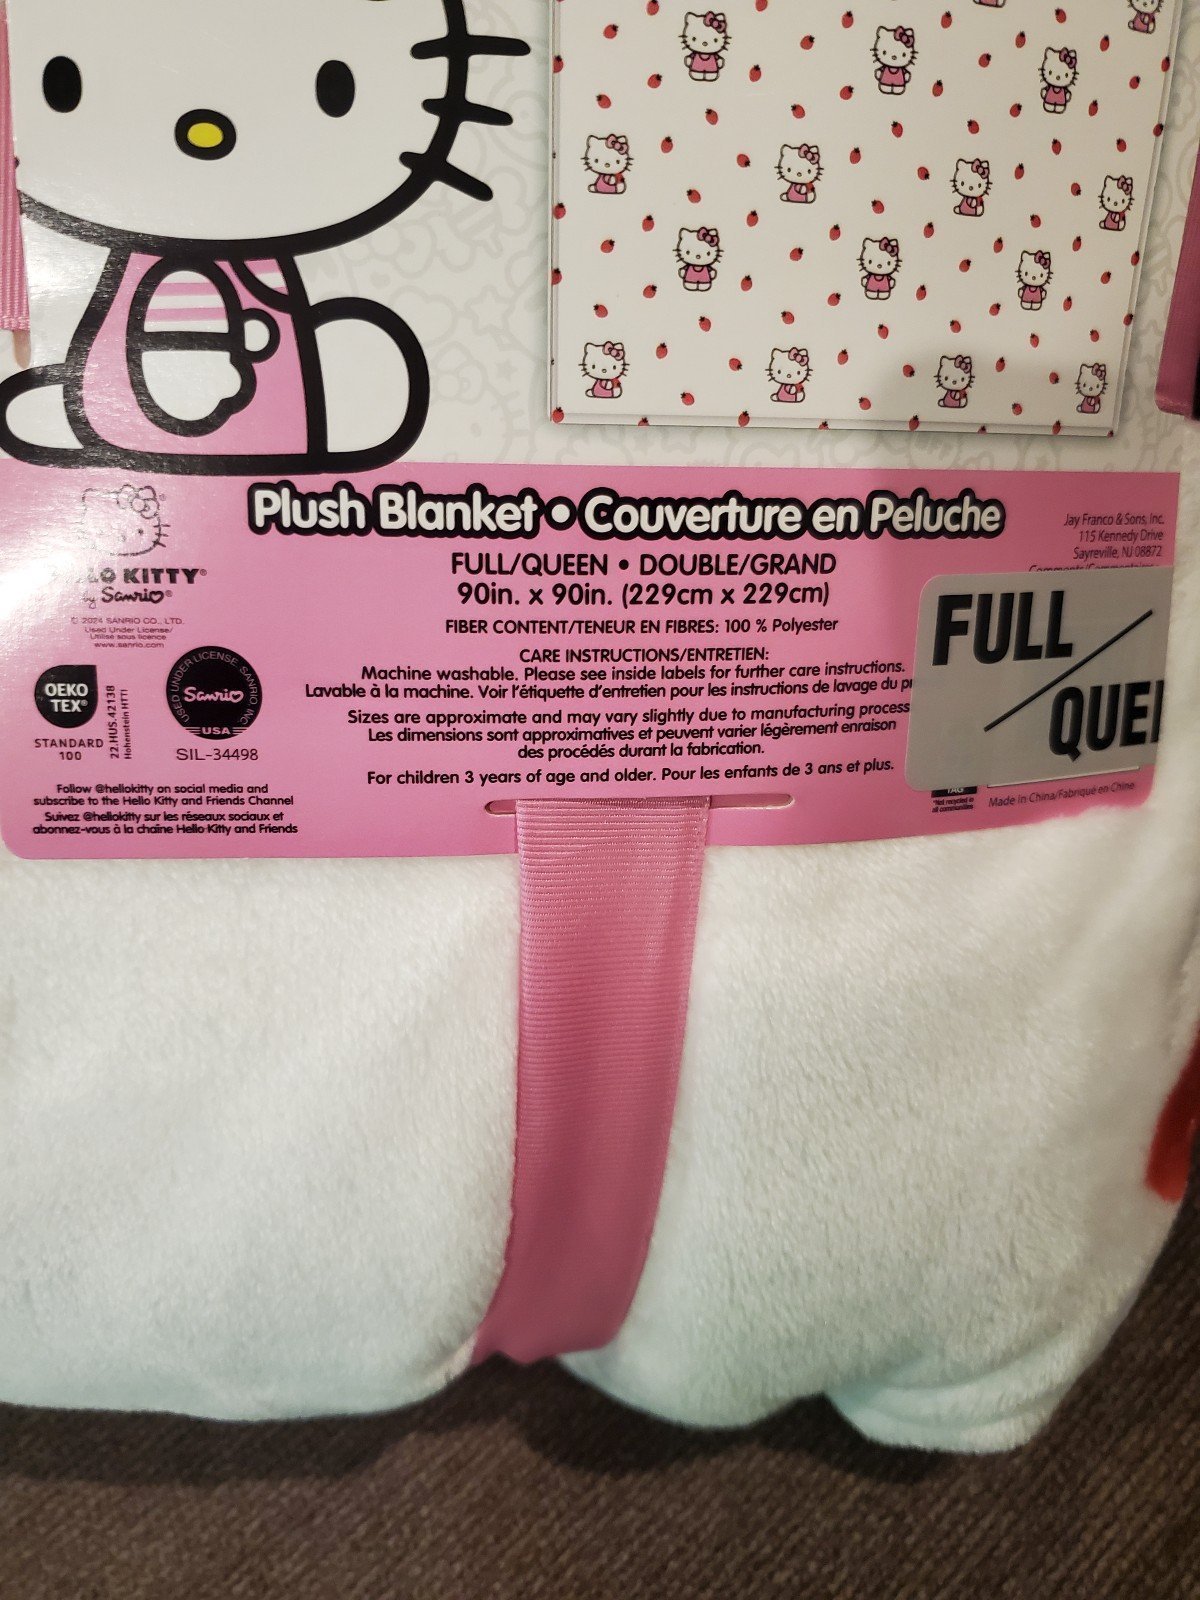 Plush Blanket • Couverture en Peluche
FULL/QUEEN • DOUBLE/GRAND
90in. x 90in. (229cm x 229cm)
FIBER CONTENT/TENEUR EN FIBRES: 100 % Polyester
CARE INSTRUCTIONS/ENTRETIEN:
Machine washable. Please see inside labels for further care instructions.
Lavable à la machine. Voir l'étiquette d'entretien pour les instructions de lavage du
Sizes are approximate and may vary slightly due to manufacturing process
Les dimensions sont approximatives et peuvent varier légèrement en raison
des procédés durant la fabrication.
For children 3 years of age and older. Pour les enfants de 3 ans et plus.
KITTY®
by Sanrio®
© 2024 SANRIO CO., LTD.
Used Under License/
Utilisé sous licence
www.sanrio.com
OEKO
TEX®
STANDARD
100
22.HUS.42138
Hohenstein HTTI
USED UNDER LICENSE, SANRIO, INC.
Sanrio
USA
SIL-34498
Follow @hellokitty on social media and
subscribe to the Hello Kitty and Friends Channel
Suivez @hellokitty sur les réseaux sociaux et
abonnez-vous à la chaîne Hello Kitty and Friends
Jay Franco & Sons, Inc.
115 Kennedy Drive
Sayreville, NJ 08872
FULL/
QUE
TAG
*Not recycled in
all communities
Made In China/Fabriqué en Chine